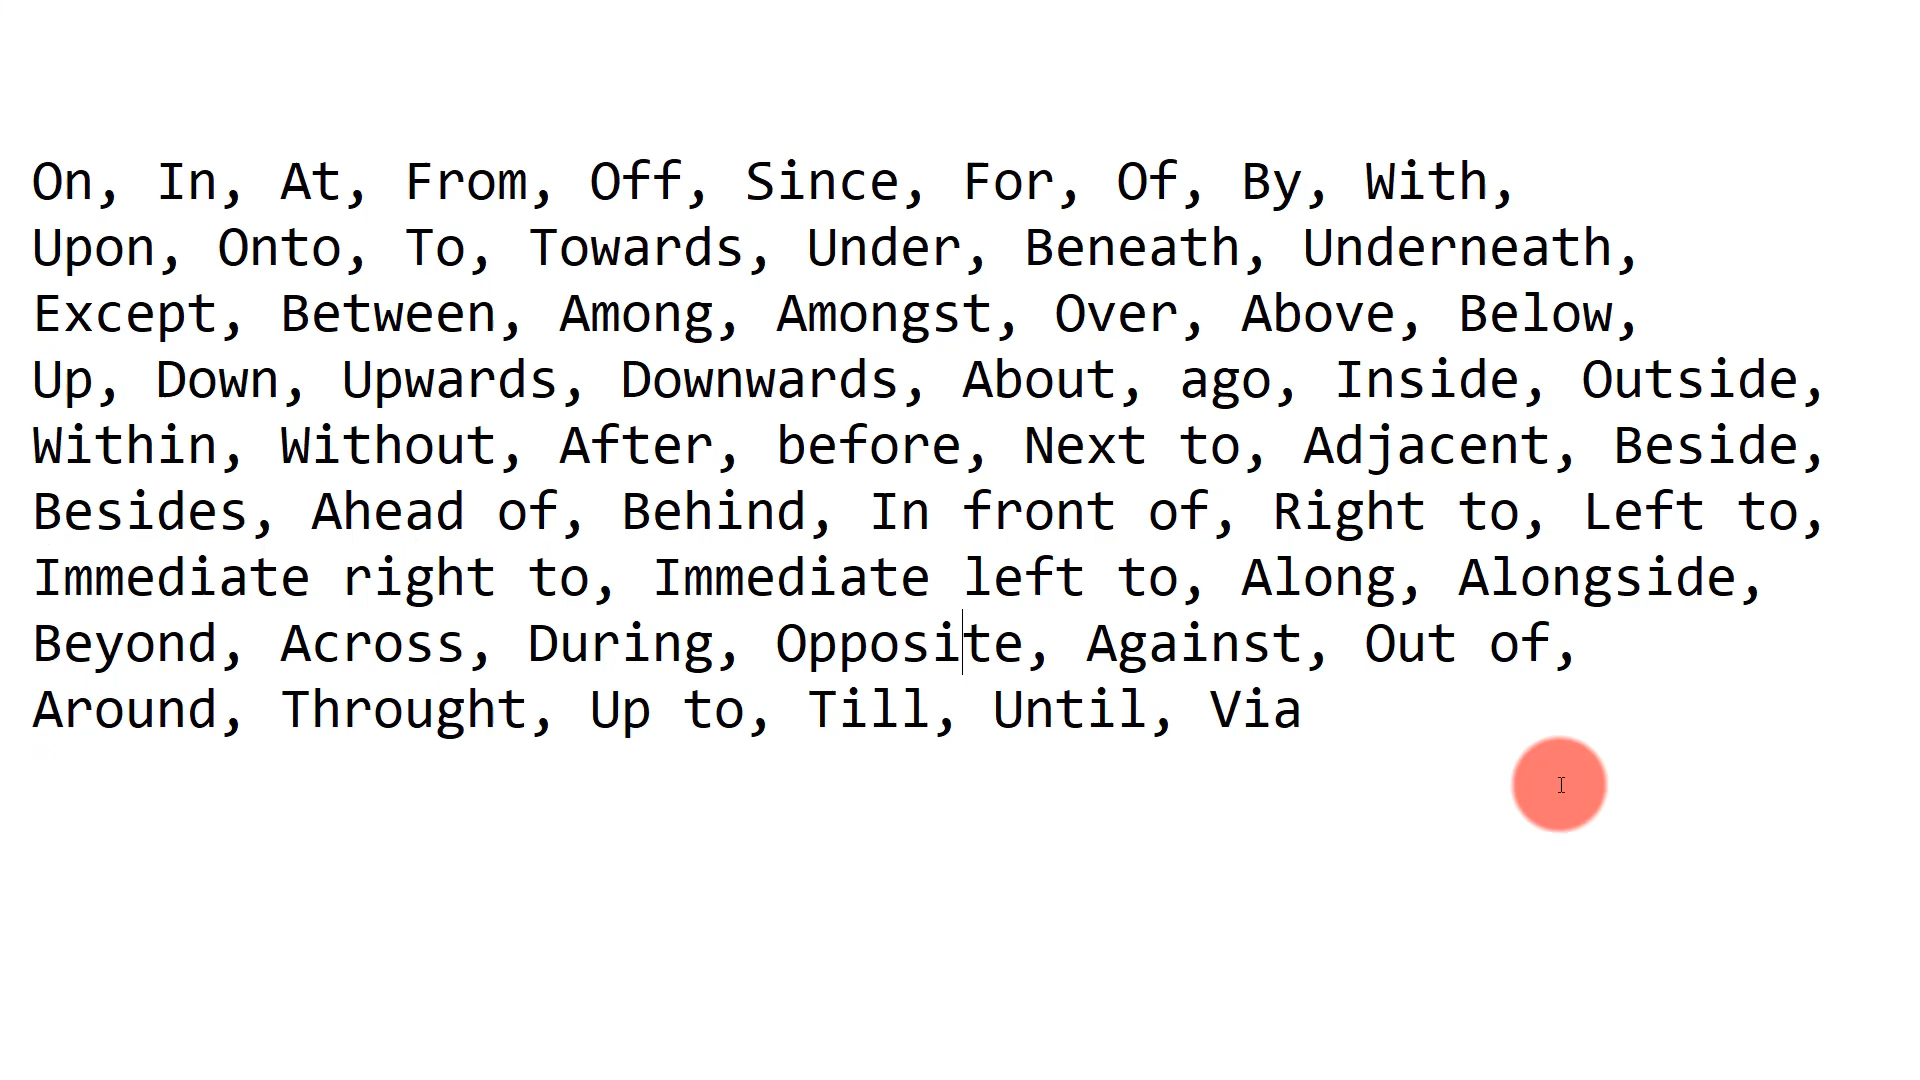 On, In, At, From, Off, Since, For, Of, By, With,
Upon, Onto, To, Towards, Under, Beneath, Underneath,
Except, Between, Among, Amongst, Over, Above, Below,
Up, Down, Upwards, Downwards, About, ago, Inside, Outside,
Within, Without, After, before, Next to, Adjacent, Beside,
Besides, Ahead of, Behind, In front of, Right to, Left to,
Immediate right to, Immediate left to, Along, Alongside,
Beyond, Across, During, Opposite, Against, Out of,
Around, Throught, Up to, Till, Until, Via